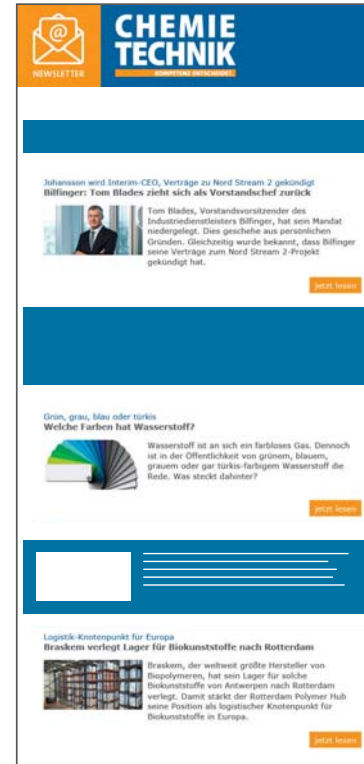 @
NEWSLETTER
CHEMIE
TECHNIK
KOMPETENZ ENTSCHEIDET.
Johansson wird Interim-CEO, Verträge zu Nord Stream 2 gekündigt
Bilfinger: Tom Blades zieht sich als Vorstandschef zurück
Tom Blades, Vorstandsvorsitzender des
Industriedienstleisters Bilfinger, hat sein Mandat
niedergelegt. Dies geschehe aus persönlichen
Gründen. Gleichzeitig wurde bekannt, dass Bilfinger
seine Verträge zum Nord Stream 2-Projekt
gekündigt hat.
jetzt lesen
Grün, grau, blau oder türkis
Welche Farben hat Wasserstoff?
Wasserstoff ist an sich ein farbloses Gas. Dennoch
ist in der Öffentlichkeit von grünem, blauem,
grauem oder gar türkis-farbigem Wasserstoff die
Rede. Was steckt dahinter?
jetzt lesen
Logistik-Knotenpunkt für Europa
Braskem verlegt Lager für Biokunststoffe nach Rotterdam
Braskem, der weltweit größte Hersteller von
Biopolymeren, hat sein Lager für solche
Biokunststoffe von Antwerpen nach Rotterdam
verlegt. Damit stärkt der Rotterdam Polymer Hub
seine Position als logistischer Knotenpunkt für
Biokunststoffe in Europa.
jetzt lesen